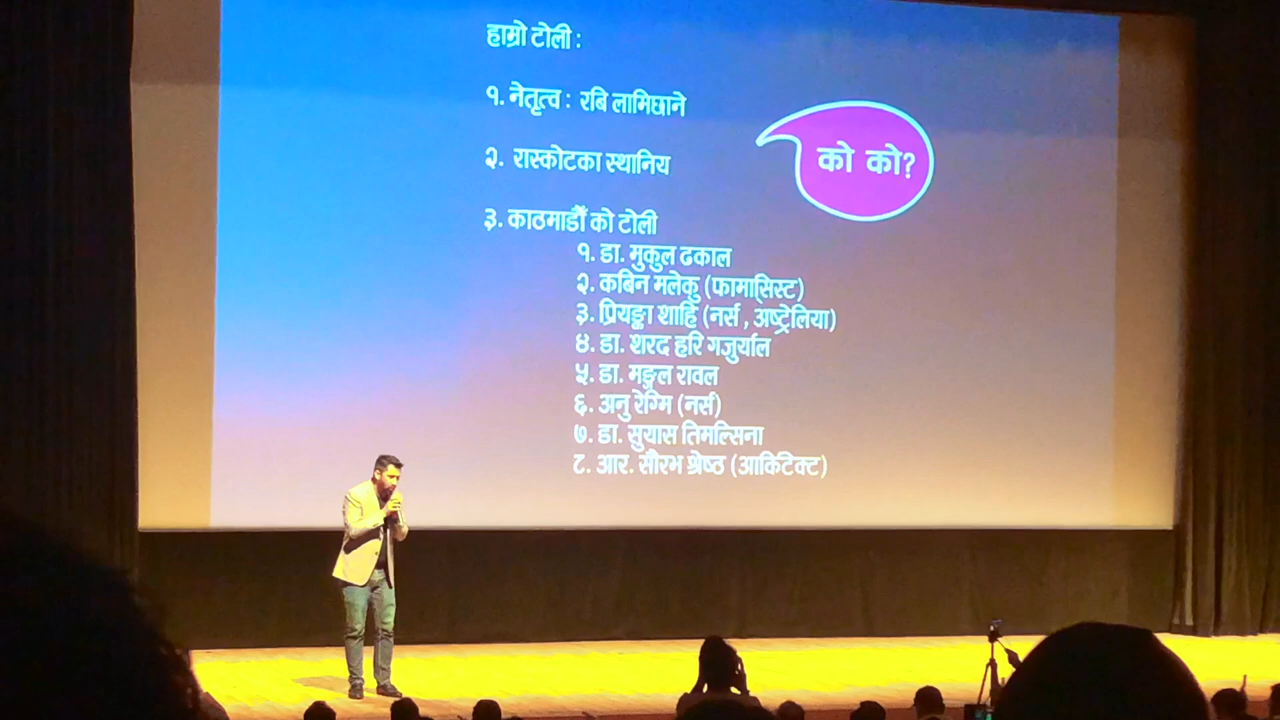 हाम्रो टोली :
१. नेतृत्व : रबि लामिछाने
को को?
२. रास्कोटका स्थानिय
३. काठमाडौँ को टोली
१. डा. मुकुल ढकाल
२. कबिन मलेकु (फार्मासिस्ट)
३. प्रियङ्का शाहि (नर्स , अष्ट्रेलिया)
४. डा. शरद हरि गजुर्याल
५. डा. मङ्गल रावल
६. अनु रेग्मि (नर्स)
७. डा. सुयास तिमल्सिना
८. आर. सौरभ श्रेष्ठ (आर्किटेक्ट)